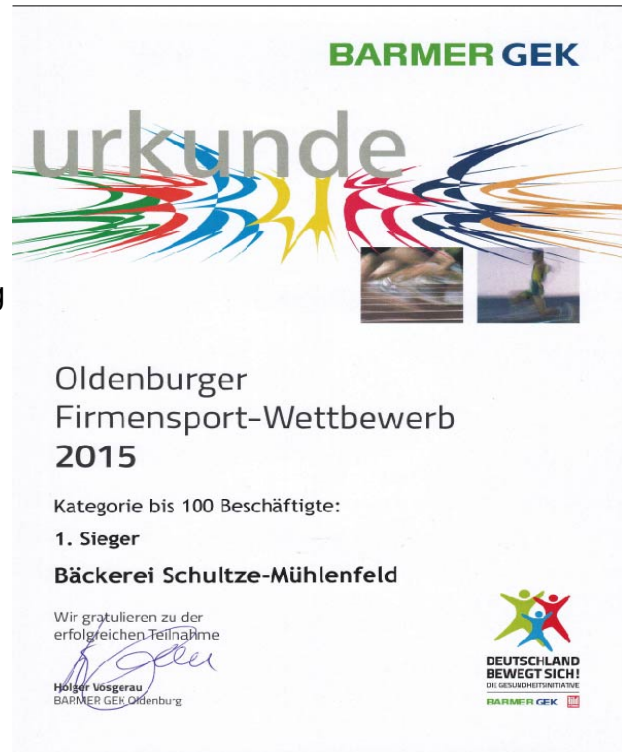 BARMER GEK
urkunde
g
Oldenburger
Firmensport-Wettbewerb
2015
Kategorie bis 100 Beschäftigte:
1. Sieger
Bäckerei Schultze-Mühlenfeld
Wir gratulieren zu der
erfolgreichen Teilnahme
Holger Vosgerau
BARMER GEK Oldenburg
DEUTSCHLAND
BEWEGT SICH!
DIE GESUNDHEITSINITIATIVE
BARMER GEK